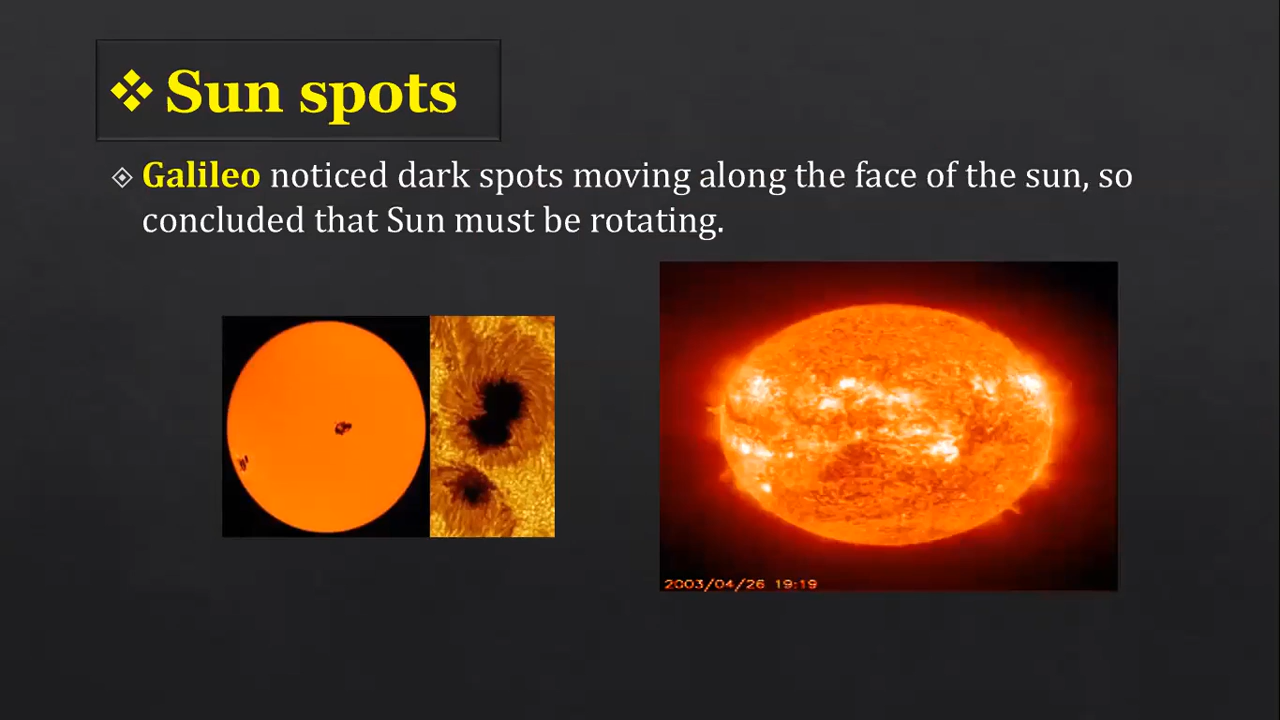 ❖ Sun spots
◈ Galileo noticed dark spots moving along the face of the sun, so
concluded that Sun must be rotating.
2003/04/26 19:19